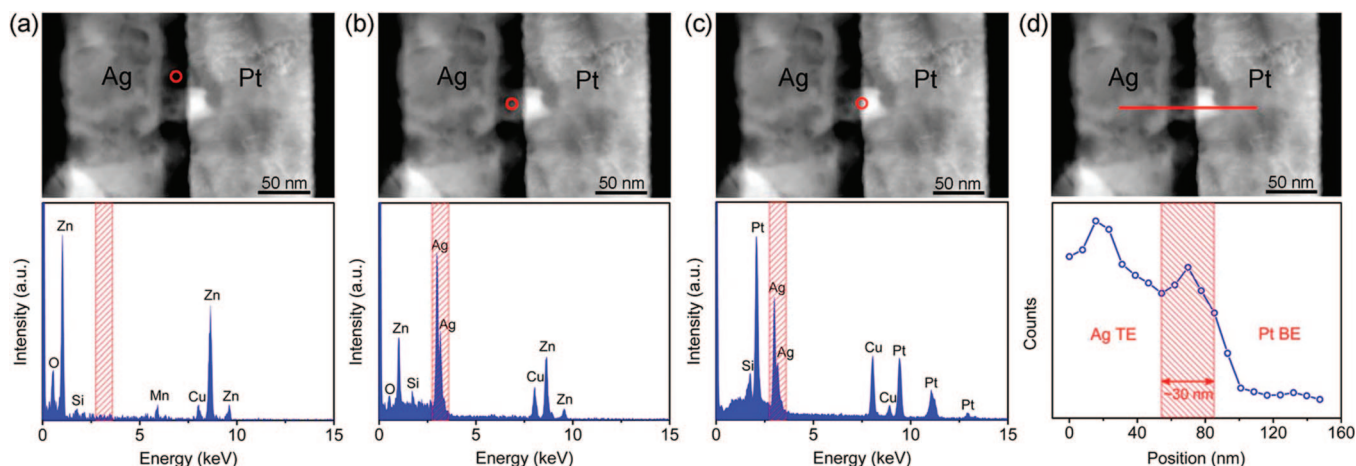 (a)
Ag
Pt
50 nm
(b)
Ag
Pt
50 nm
(c)
Ag
Pt
50 nm
(d)
Ag
Pt
50 nm
Intensity (a.u.)
Zn
O
Si
Mn
Cu
Zn
Zn
0 5 10 15
Energy (keV)
Intensity (a.u.)
O
Zn
Si
Ag
Ag
Cu
Zn
Zn
0 5 10 15
Energy (keV)
Intensity (a.u.)
Si
Pt
Ag
Ag
Cu
Cu
Pt
Pt
Pt
0 5 10 15
Energy (keV)
Counts
Ag TE
Pt BE
~30 nm
0 40 80 120 160
Position (nm)